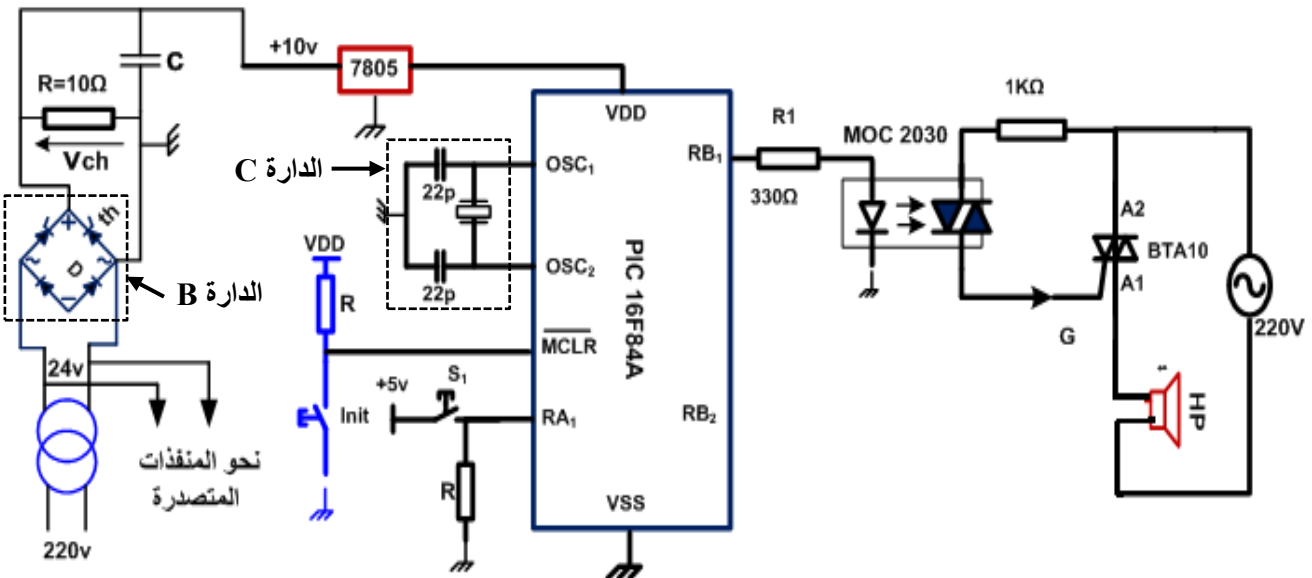 +10v
7805
C
R=10Ω
Vch
th
+
~
~
D
−
الدارة B
24v
نحو المنفذات
المتصدرة
220v
الدارة C
22p
22p
VDD
R
Init
+5v
S1
R
VDD
OSC1
OSC2
MCLR
RA1
RB1
RB2
PIC 16F84A
VSS
R1
330Ω
MOC 2030
1KΩ
A2
BTA10
A1
G
HP
220V